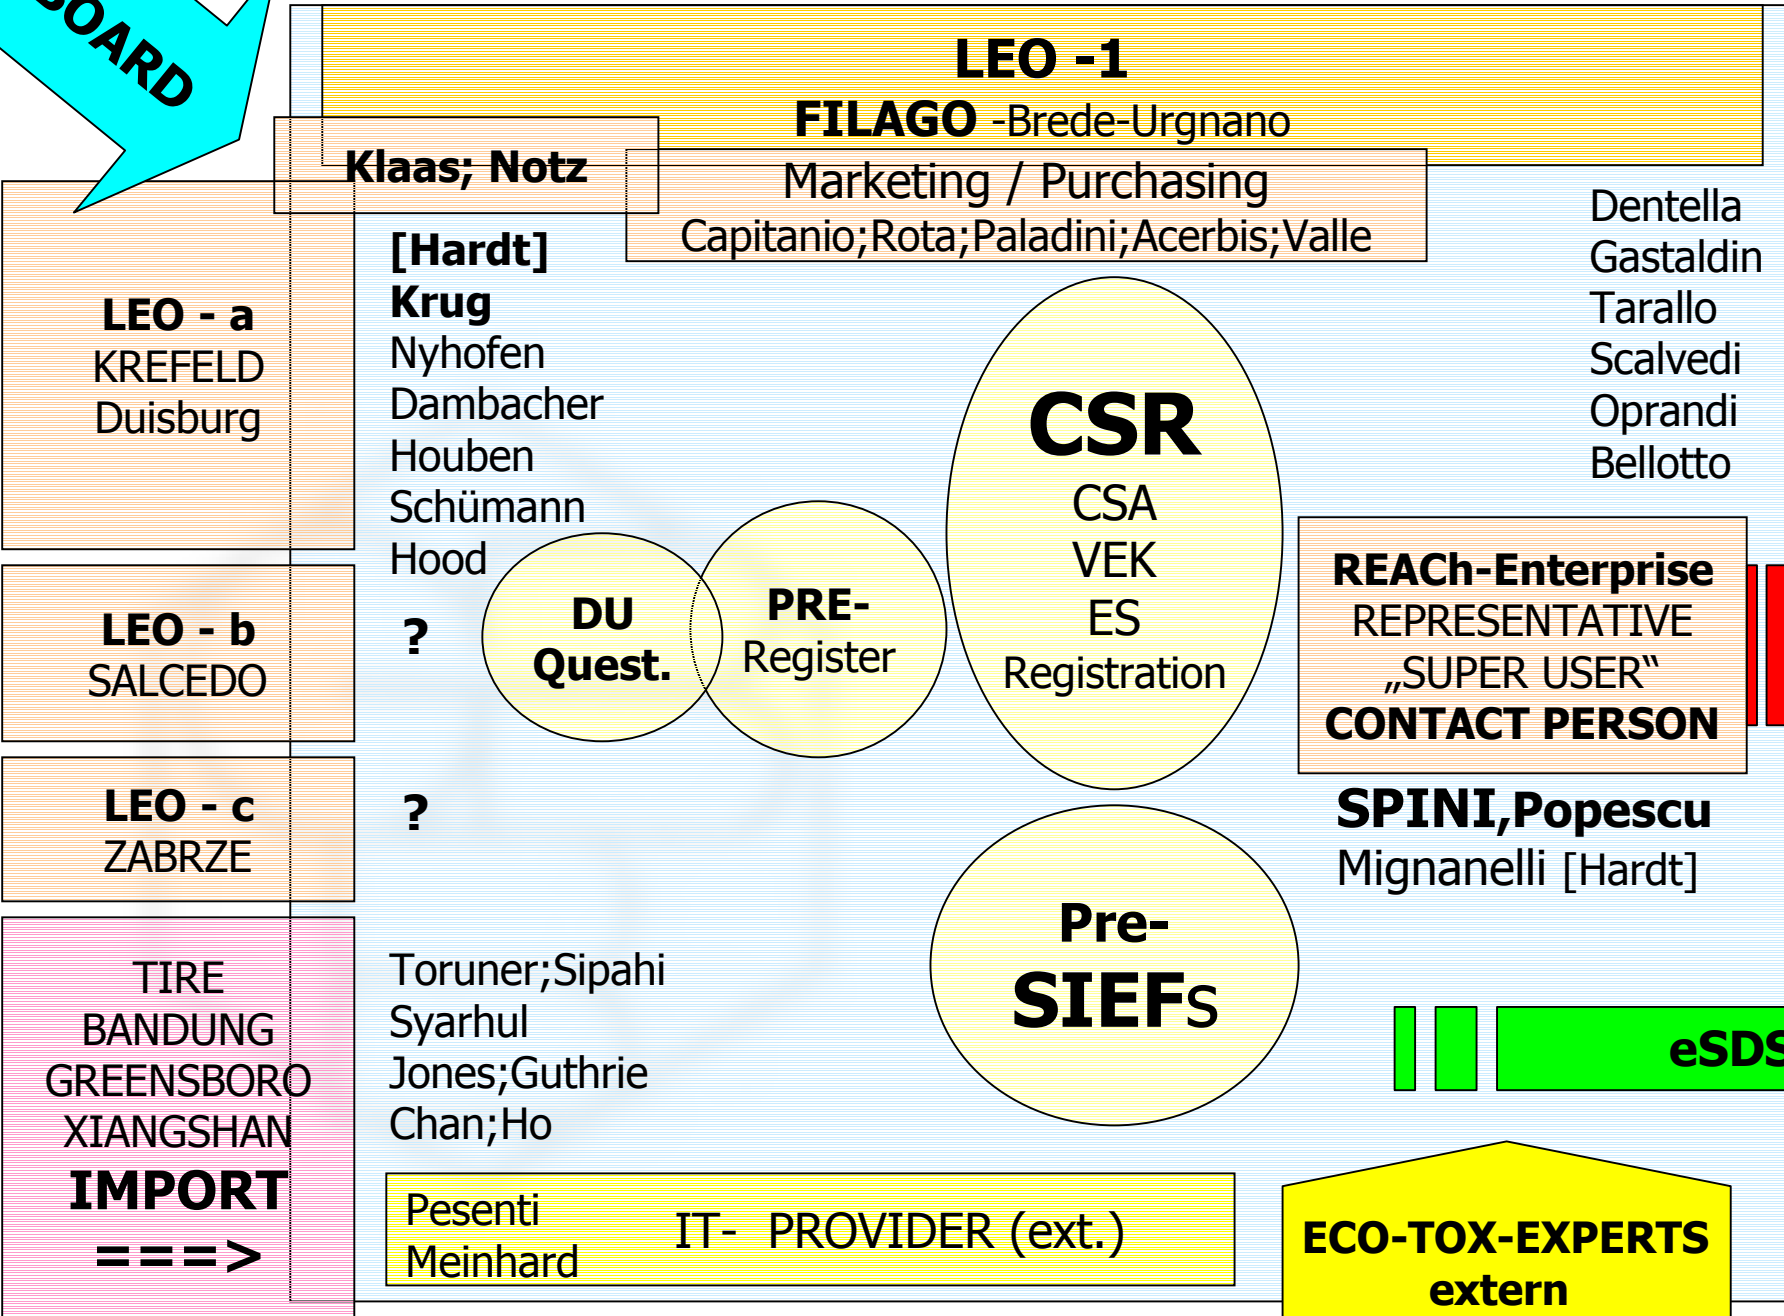 BOARD
LEO -1
FILAGO -Brede-Urgnano
Klaas; Notz
Marketing / Purchasing
Capitanio;Rota;Paladini;Acerbis;Valle
LEO - a
KREFELD
Duisburg
[Hardt]
Krug
Nyhofen
Dambacher
Houben
Schümann
Hood
Dentella
Gastaldin
Tarallo
Scalvedi
Oprandi
Bellotto
CSR
CSA
VEK
ES
Registration
DU
Quest.
PRE-
Register
REACh-Enterprise
REPRESENTATIVE
„SUPER USER“
CONTACT PERSON
LEO - b
SALCEDO
?
LEO - c
ZABRZE
?
SPINI,Popescu
Mignanelli [Hardt]
Pre-
SIEFs
TIRE
BANDUNG
GREENSBORO
XIANGSHAN
IMPORT
===>
Toruner;Sipahi
Syarhul
Jones;Guthrie
Chan;Ho
eSDS
Pesenti
Meinhard
IT- PROVIDER (ext.)
ECO-TOX-EXPERTS
extern